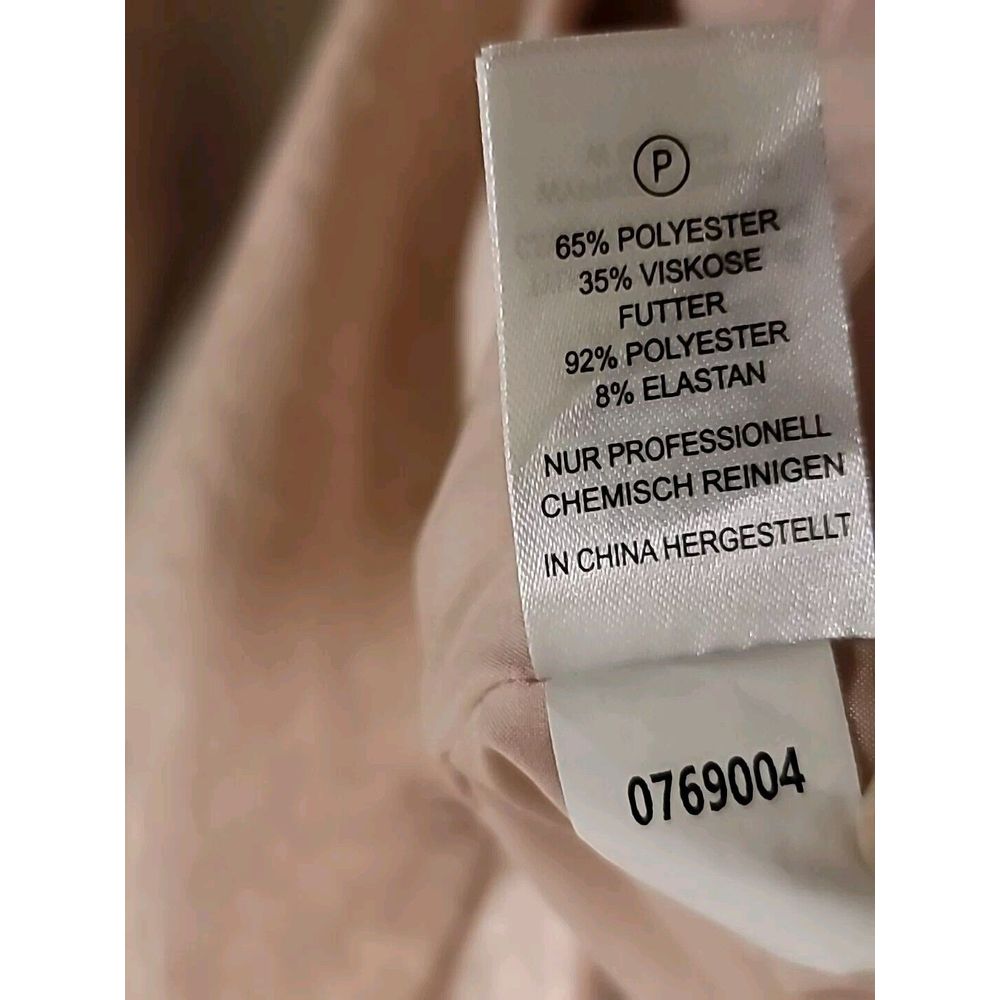 P
65% POLYESTER
35% VISKOSE
FUTTER
92% POLYESTER
8% ELASTAN
NUR PROFESSIONELL
CHEMISCH REINIGEN
IN CHINA HERGESTELLT
0769004